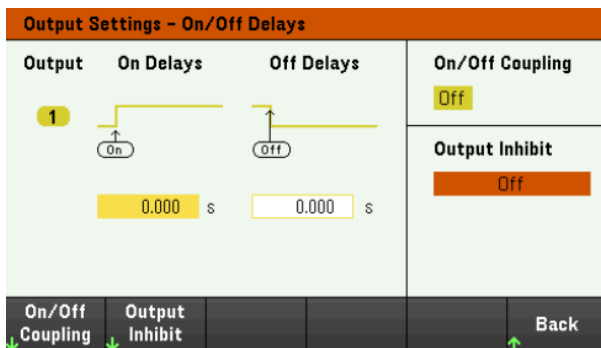 Output Settings - On/Off Delays
Output On Delays Off Delays
1
On Off
0.000 s 0.000 s
On/Off Coupling
Off
Output Inhibit
Off
On/Off Coupling
Output Inhibit
Back